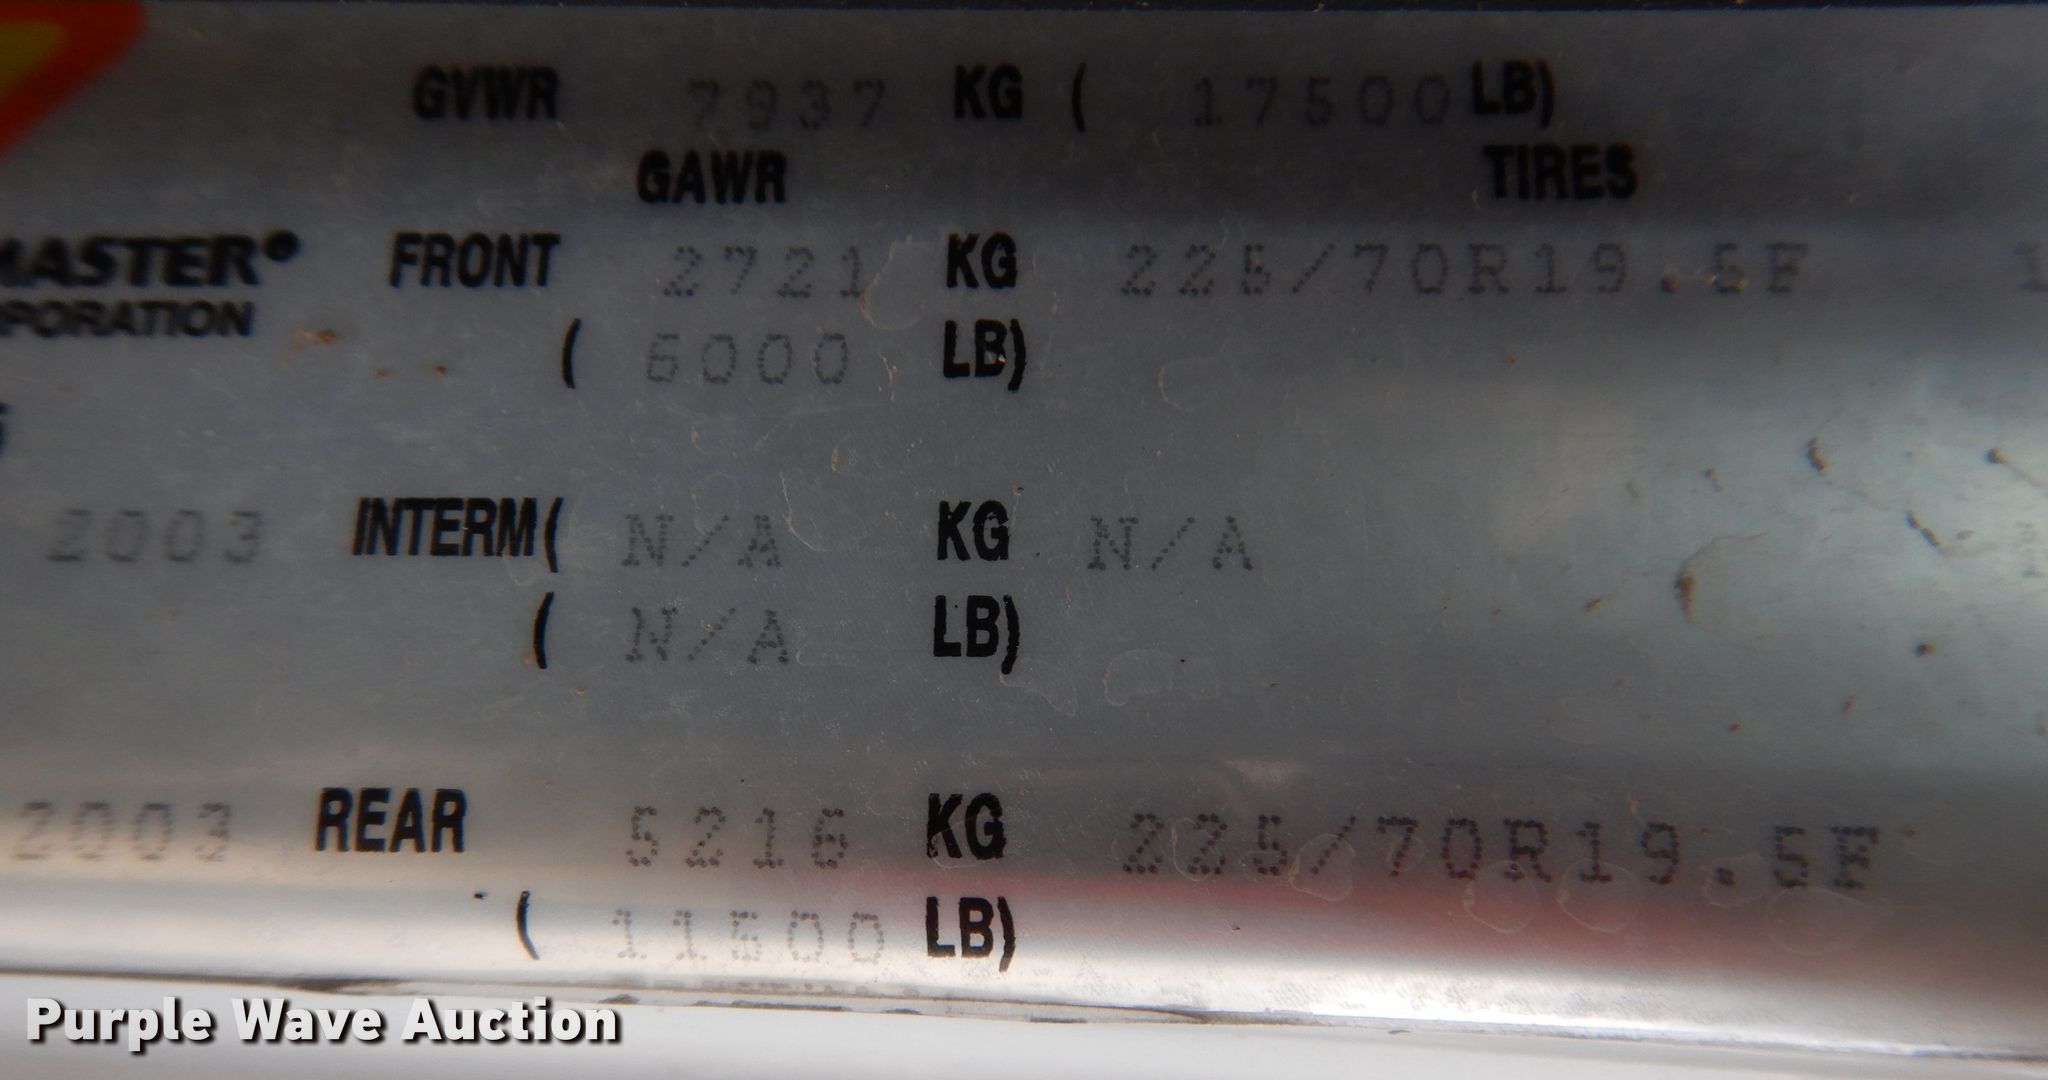 GVWR 7937 KG ( 17500 LB)
GAWR TIRES
MASTER® FRONT 2721 KG 225/70R19.5F 1
PORATION ( 6000 LB)
2003 INTERM ( N/A KG N/A
( N/A LB)
2003 REAR 5216 KG 225/70R19.5F
( 11500 LB)
Purple Wave Auction